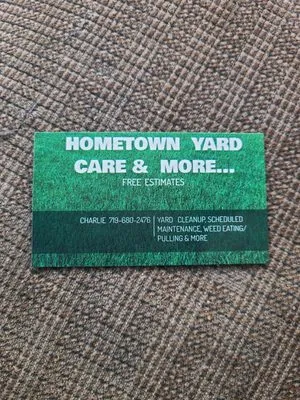 HOMETOWN YARD
CARE & MORE...
FREE ESTIMATES
CHARLIE 719-680-2476
YARD CLEANUP, SCHEDULED
MAINTENANCE, WEED EATING/
PULLING & MORE